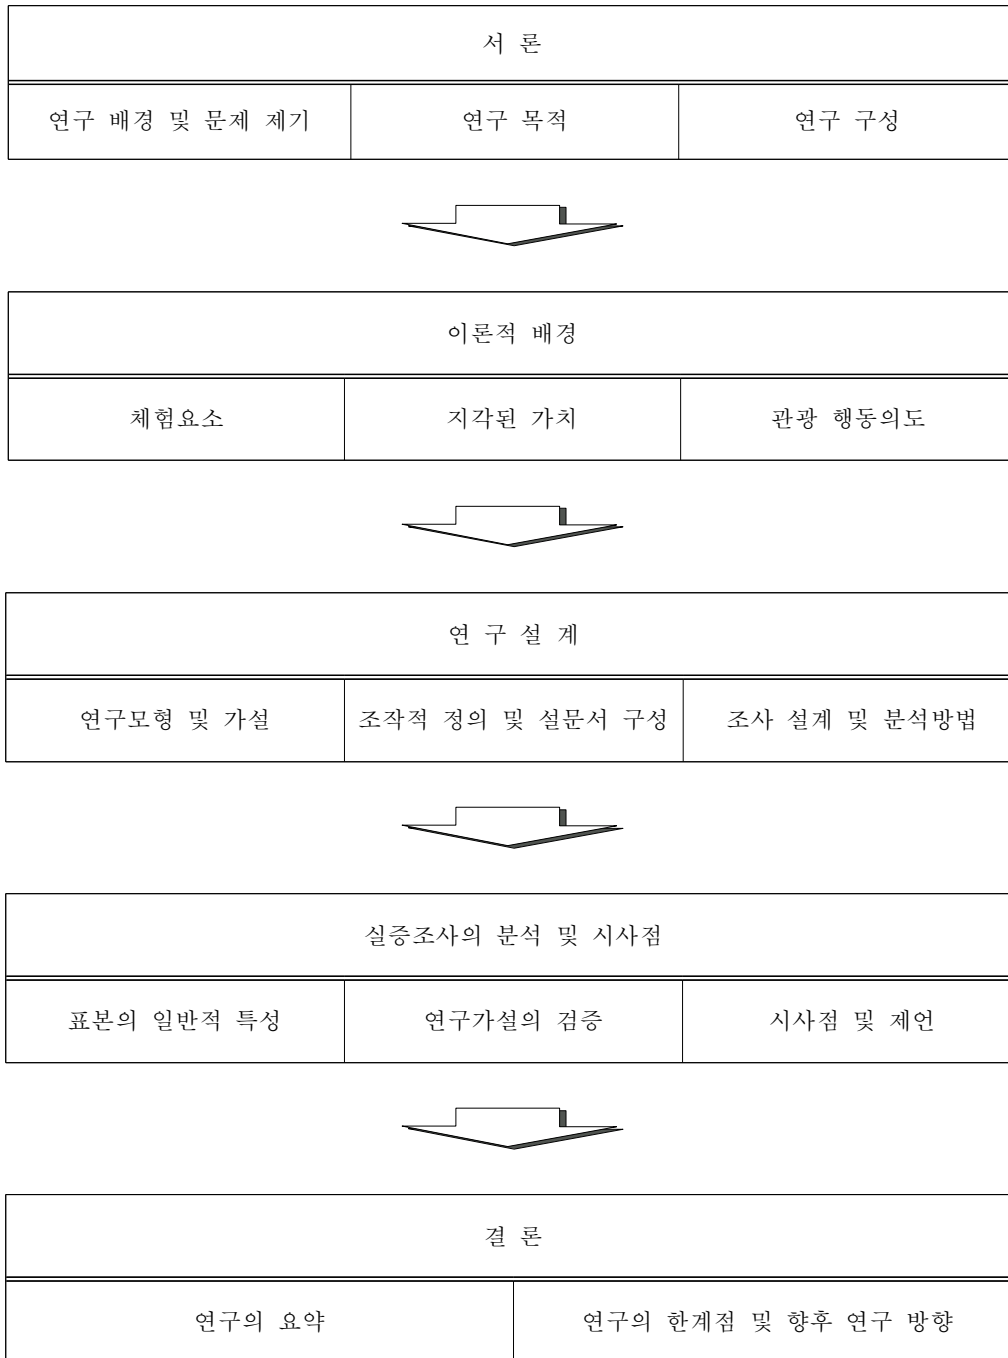 서 론
연구 배경 및 문제 제기 연구 목적 연구 구성
이론적 배경
체험요소 지각된 가치 관광 행동의도
연 구 설 계
연구모형 및 가설 조작적 정의 및 설문서 구성 조사 설계 및 분석방법
실증조사의 분석 및 시사점
표본의 일반적 특성 연구가설의 검증 시사점 및 제언
결 론
연구의 요약 연구의 한계점 및 향후 연구 방향